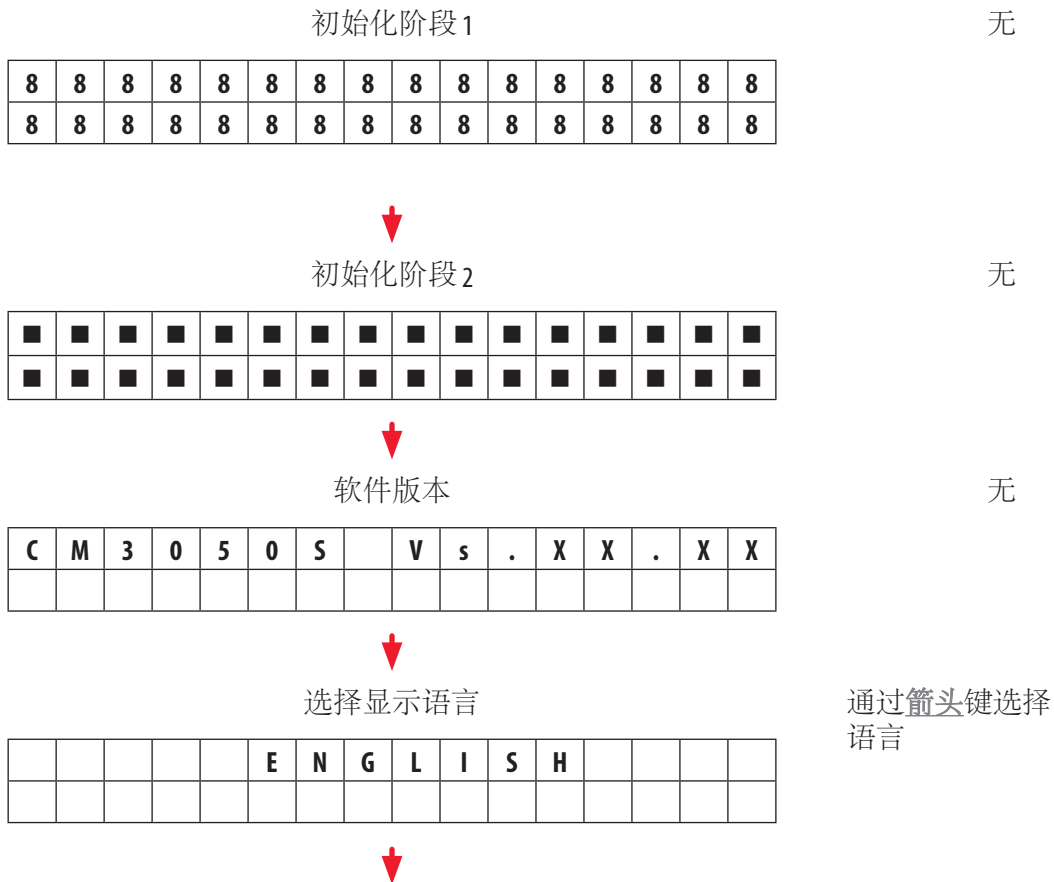 初始化阶段 1 无
8 8 8 8 8 8 8 8 8 8 8 8 8 8 8 8
8 8 8 8 8 8 8 8 8 8 8 8 8 8 8 8
初始化阶段 2 无
■ ■ ■ ■ ■ ■ ■ ■ ■ ■ ■ ■ ■ ■ ■ ■
■ ■ ■ ■ ■ ■ ■ ■ ■ ■ ■ ■ ■ ■ ■ ■
软件版本 无
C M 3 0 5 0 S V s . X X . X X
选择显示语言 通过箭头键选择
语言
E N G L I S H